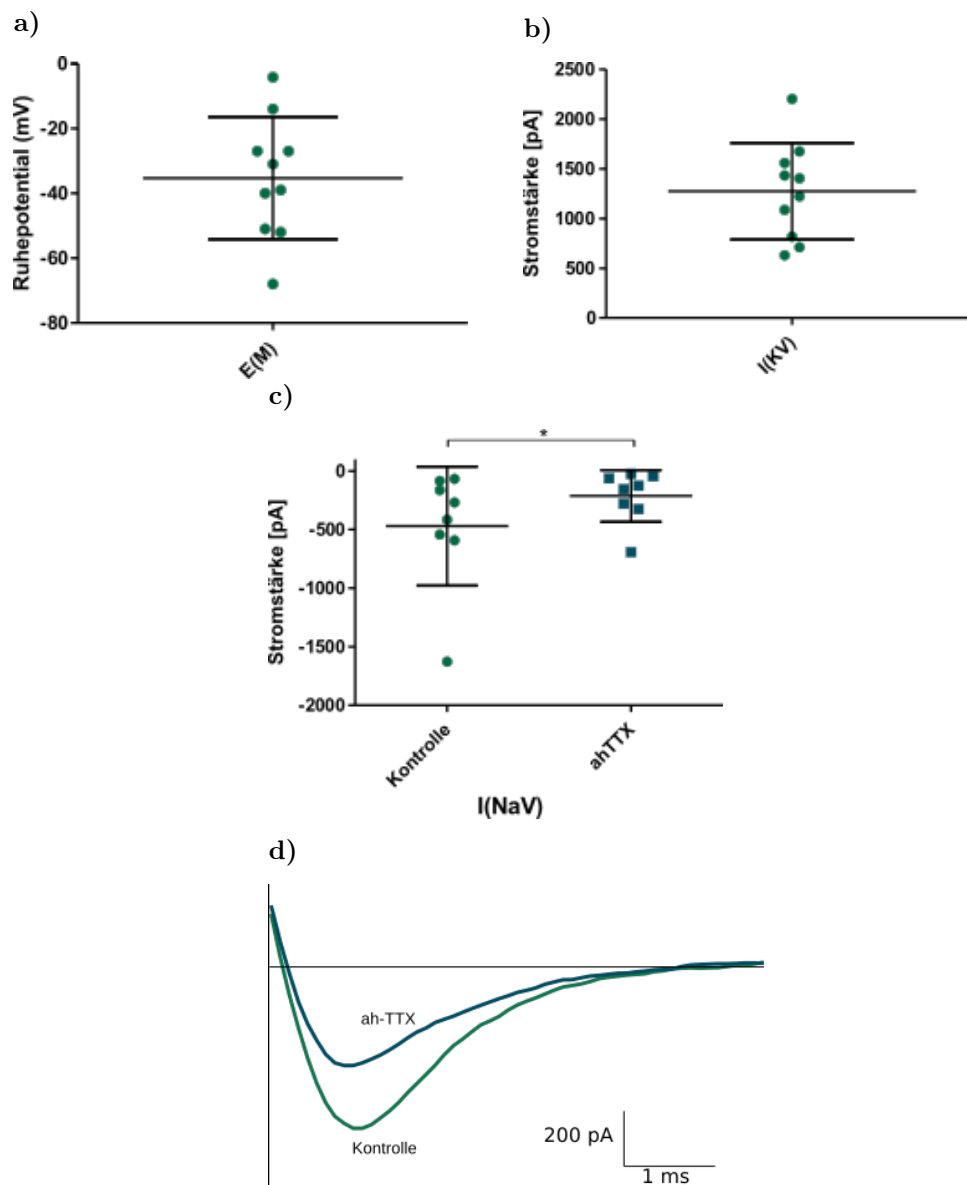 a)
Ruhepotential (mV)
0
-20
-40
-60
-80
E(M)
b)
Stromstärke [pA]
2500
2000
1500
1000
500
0
I(KV)
c)
*
Stromstärke [pA]
0
-500
-1000
-1500
-2000
Kontrolle
ahTTX
I(NaV)
d)
ah-TTX
Kontrolle
200 pA
1 ms